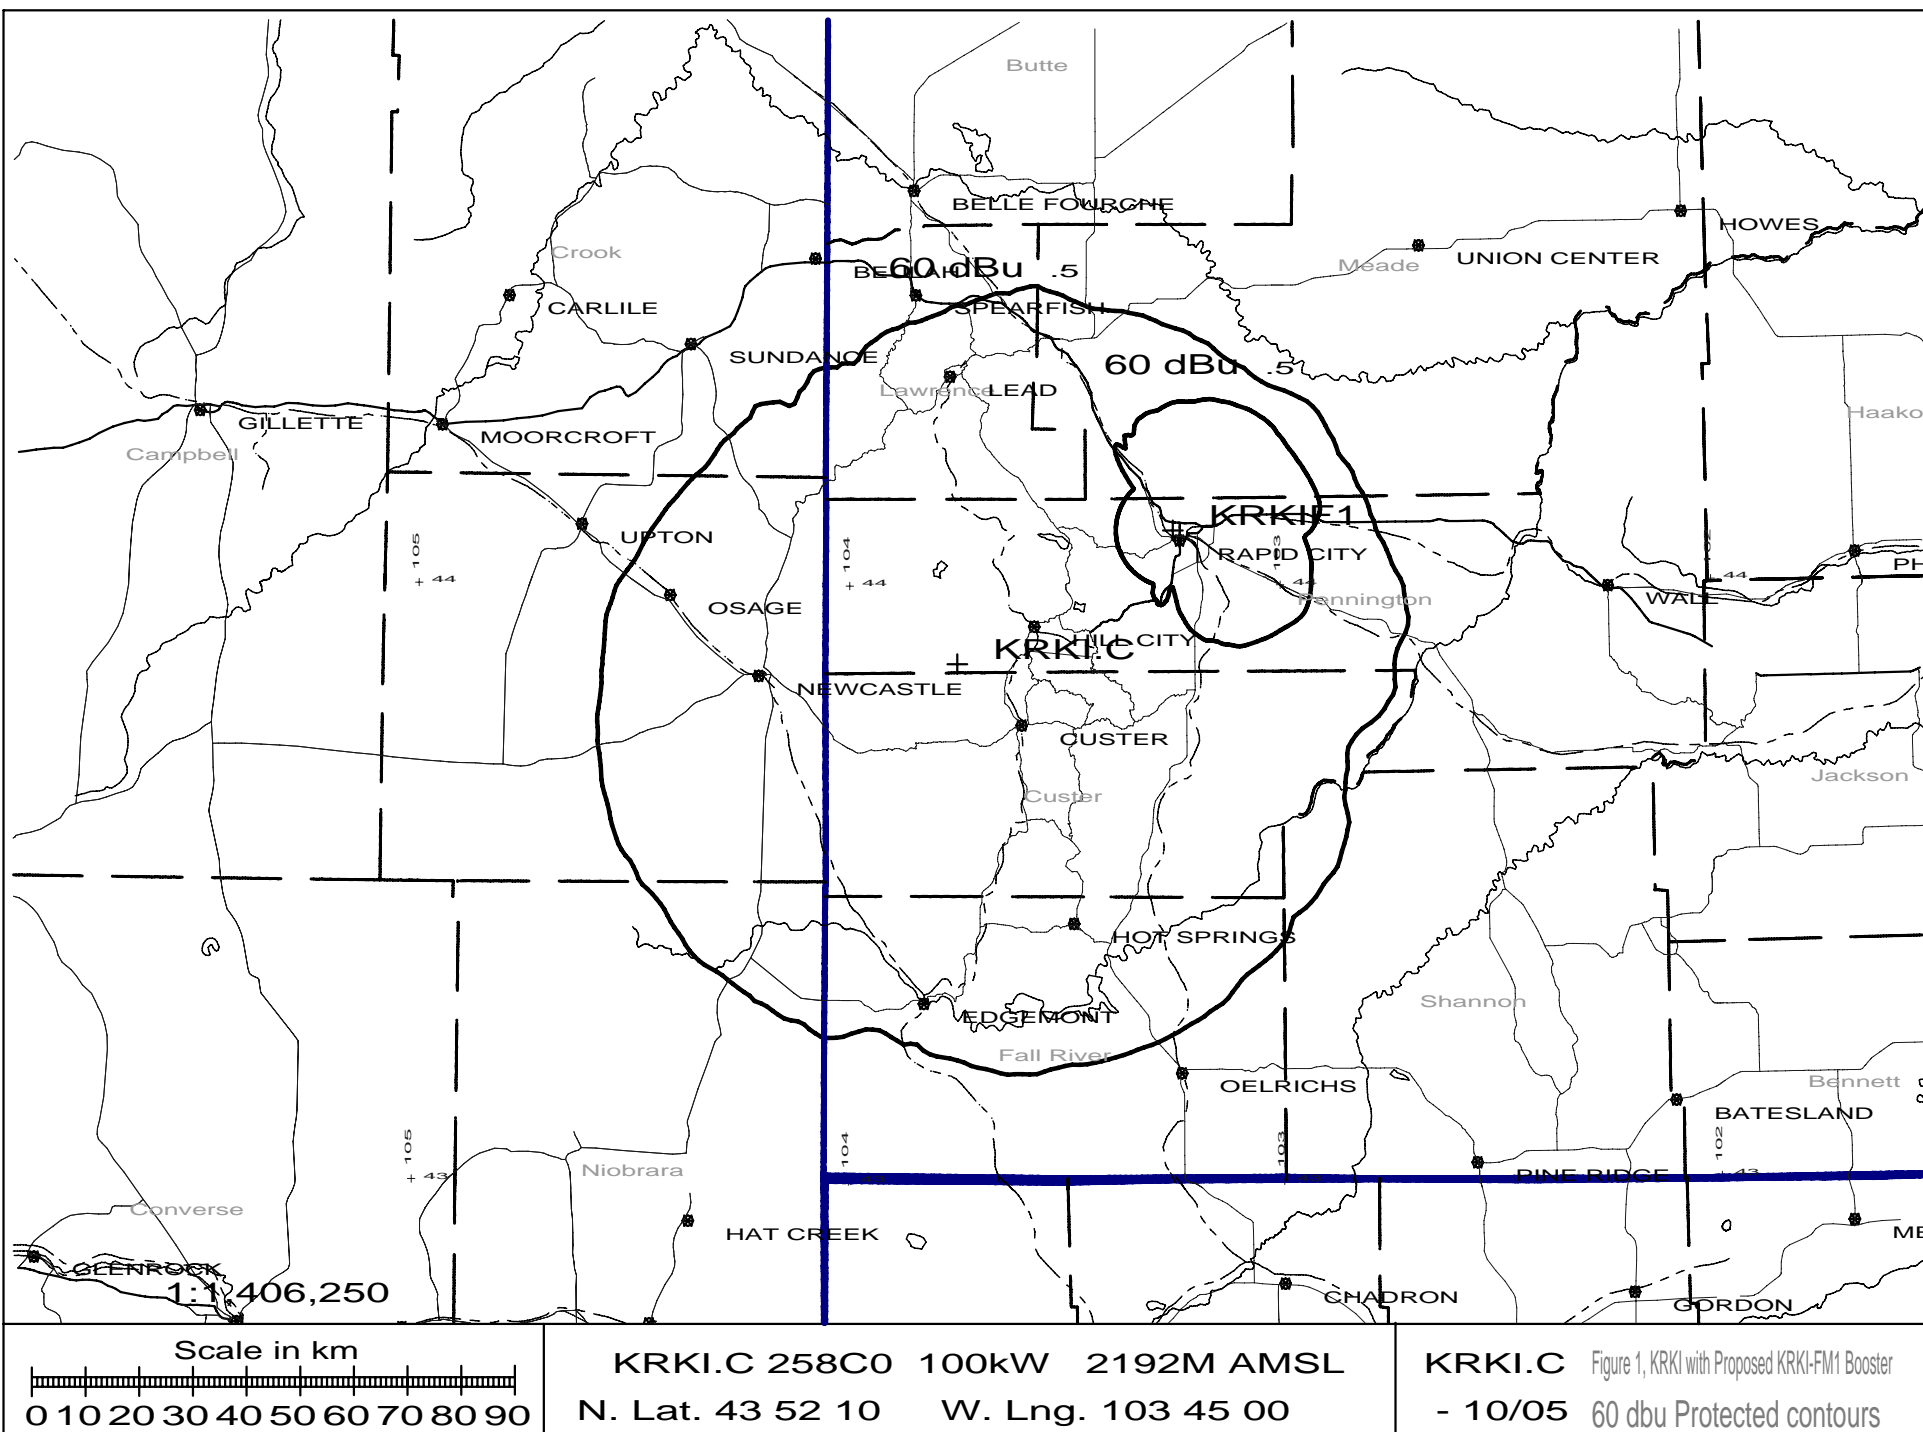 Butte
BELLE FOURCHE
HOWES
Crook
BEULAH
60 dBu .5
Meade
UNION CENTER
CARLILE
SPEARFISH
SUNDANCE
60 dBu .5
Lawrence
LEAD
Haako
GILLETTE
MOORCROFT
Campbell
KRKIF1
UPTON
RAPID CITY
+ 105
+ 44
+ 104
+ 44
103
+ 44
102
+ 44
PH
OSAGE
Pennington
WALL
HILL CITY
KRKI.C
NEWCASTLE
CUSTER
Custer
Jackson
HOT SPRINGS
Shannon
EDGEMONT
Fall River
OELRICHS
Bennett
BATESLAND
+ 105
+ 43
104
103
102
+ 43
Niobrara
PINE RIDGE
Converse
HAT CREEK
ME
GLENROCK
1:1,406,250
CHADRON
GORDON
Scale in km
0 10 20 30 40 50 60 70 80 90
KRKI.C 258C0 100kW 2192M AMSL
N. Lat. 43 52 10 W. Lng. 103 45 00
KRKI.C
- 10/05
Figure 1, KRKI with Proposed KRKI-FM1 Booster
60 dbu Protected contours